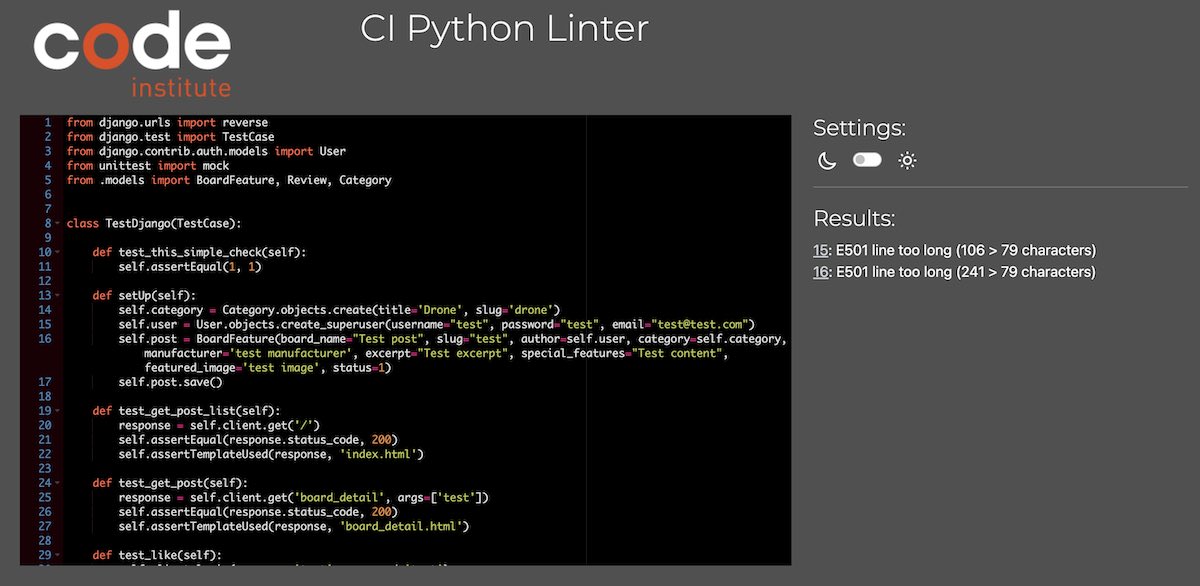 code
institute
CI Python Linter
1 from django.urls import reverse
2 from django.test import TestCase
3 from django.contrib.auth.models import User
4 from unittest import mock
5 from .models import BoardFeature, Review, Category
6
7
8 class TestDjango(TestCase):
9
10 def test_this_simple_check(self):
11 self.assertEqual(1, 1)
12
13 def setUp(self):
14 self.category = Category.objects.create(title='Drone', slug='drone')
15 self.user = User.objects.create_superuser(username="test", password="test", email="test@test.com")
16 self.post = BoardFeature(board_name="Test post", slug="test", author=self.user, category=self.category,
manufacturer='test manufacturer', excerpt="Test excerpt", special_features="Test content",
featured_image='test image', status=1)
17 self.post.save()
18
19 def test_get_post_list(self):
20 response = self.client.get('/')
21 self.assertEqual(response.status_code, 200)
22 self.assertTemplateUsed(response, 'index.html')
23
24 def test_get_post(self):
25 response = self.client.get('board_detail', args=['test'])
26 self.assertEqual(response.status_code, 200)
27 self.assertTemplateUsed(response, 'board_detail.html')
28
29 def test_like(self):
Settings:
Results:
15: E501 line too long (106 > 79 characters)
16: E501 line too long (241 > 79 characters)